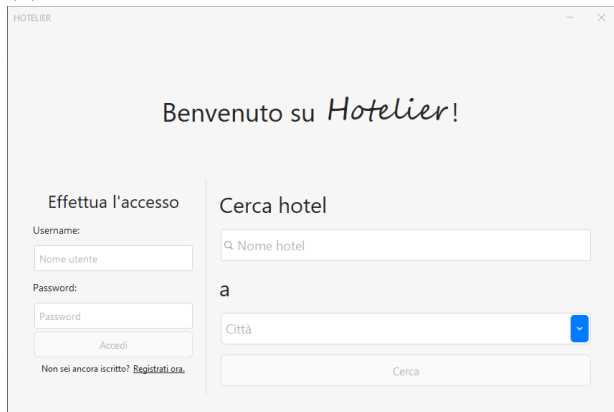 HOTELIER
Benvenuto su Hotelier!
Effettua l'accesso
Username:
Nome utente
Password:
Password
Accedi
Non sei ancora iscritto? Registrati ora.
Cerca hotel
Nome hotel
a
Città
Cerca